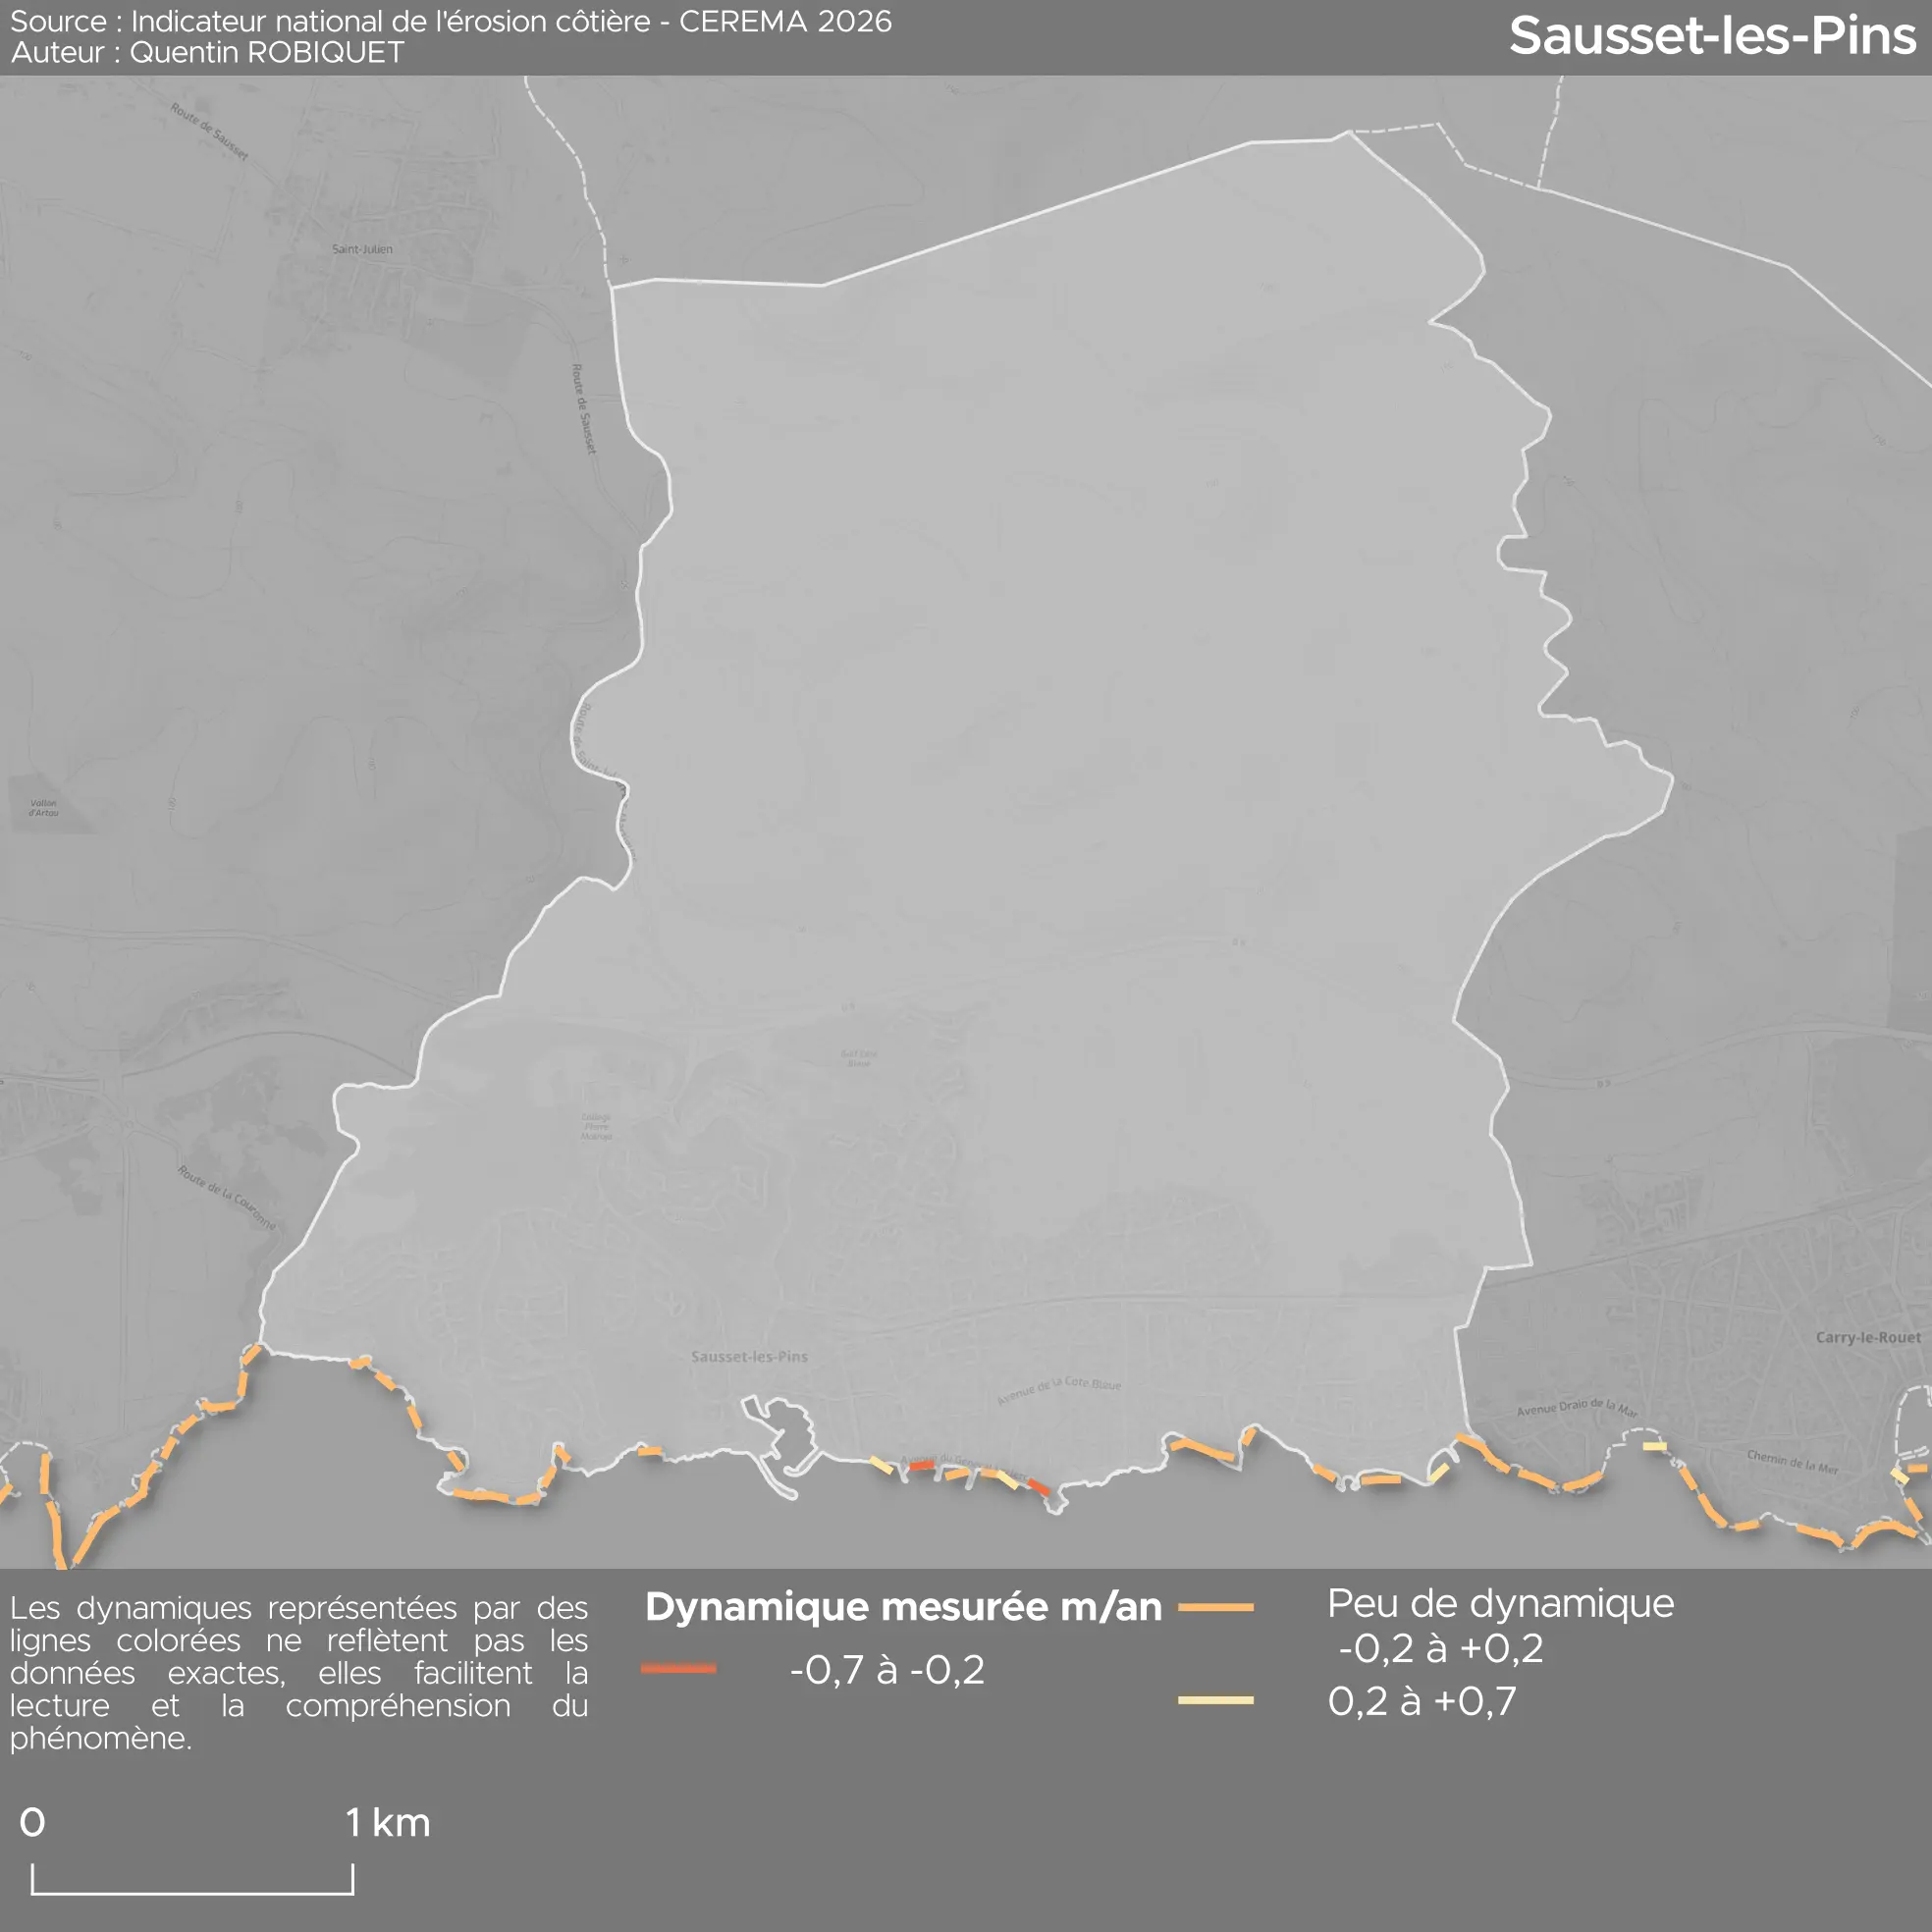 Source : Indicateur national de l'érosion côtière - CEREMA 2026
Auteur : Quentin ROBIQUET
Sausset-les-Pins
Route de Sausset
Saint-Julien
Route de Sausset
Vallon
d'Artau
Route de la Couronne
Sausset-les-Pins
Avenue de la Cote Bleue
Carry-le-Rouet
Avenue Draio de la Mar
Chemin de la Mer
Les dynamiques représentées par des
lignes colorées ne reflètent pas les
données exactes, elles facilitent la
lecture et la compréhension du
phénomène.
Dynamique mesurée m/an
-0,7 à -0,2
Peu de dynamique
-0,2 à +0,2
0,2 à +0,7
0
1 km